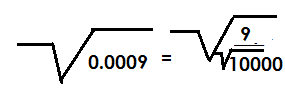 √0.0009 = √9
√10000